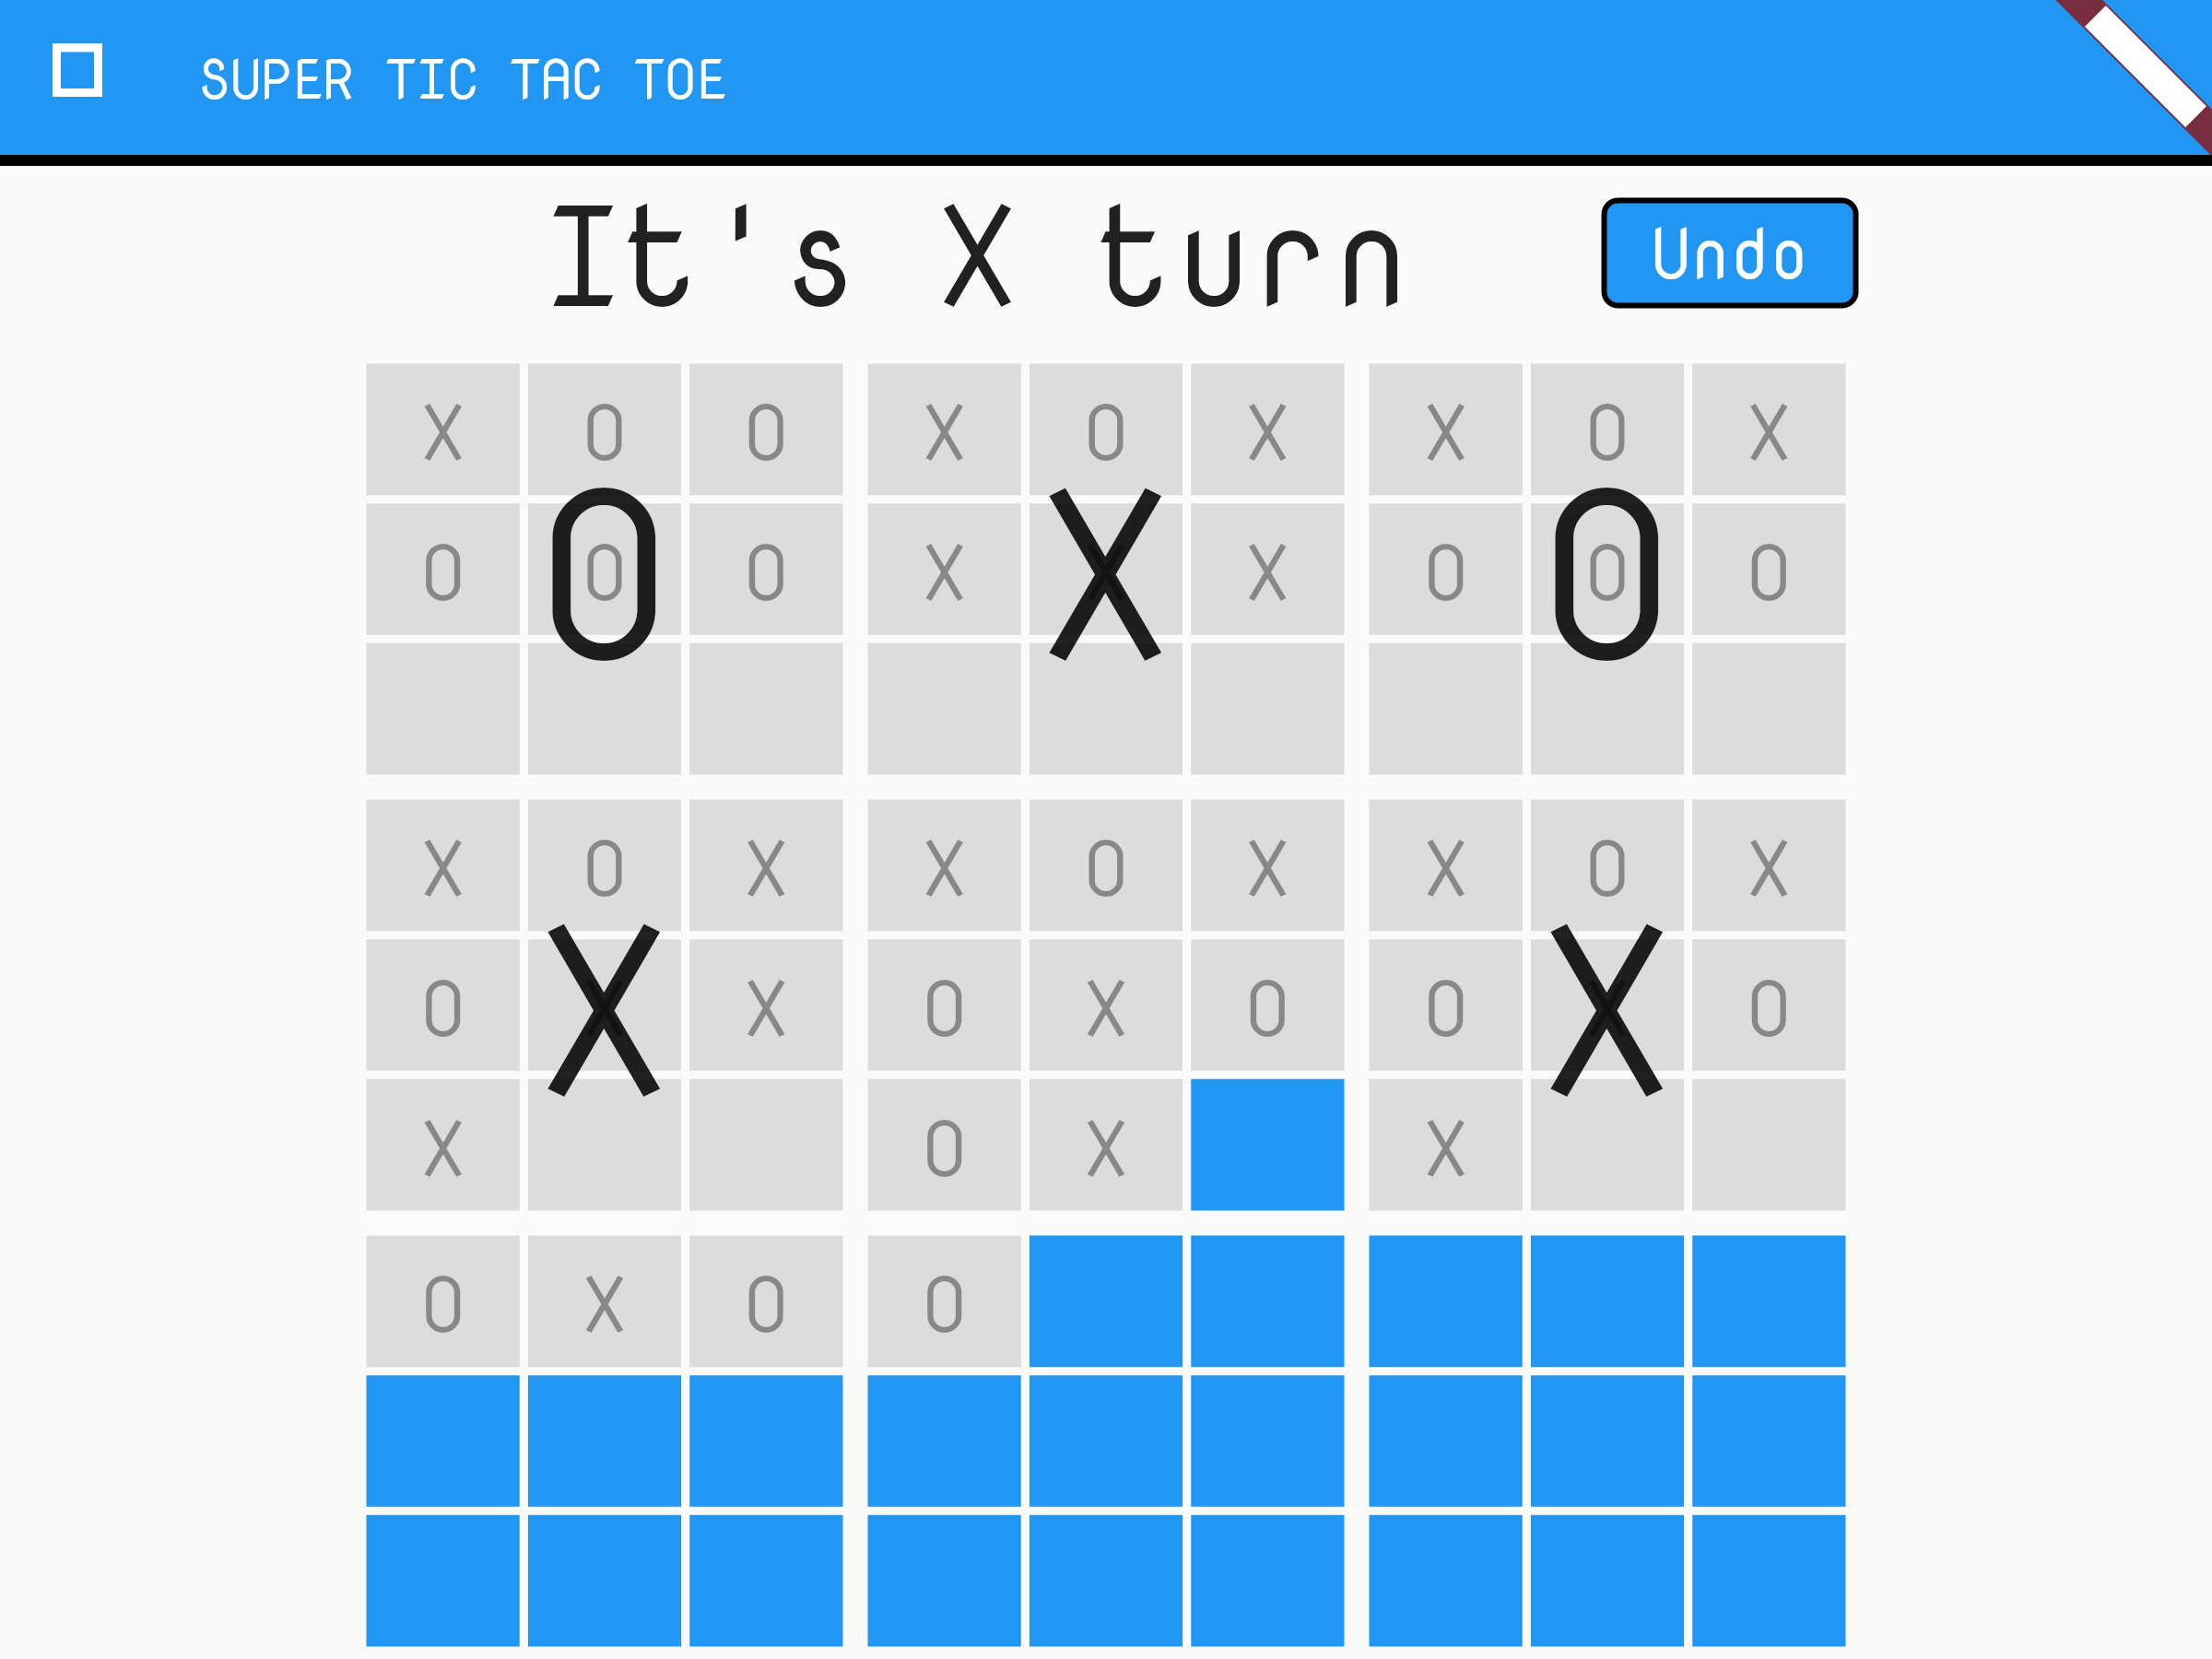 SUPER TIC TAC TOE
It's X turn
Undo
X O O X O X X O X
O O O X X X O O O
O X O
X O X X O X X O X
O X X O X O O X O
X O X X
X X
O X O O